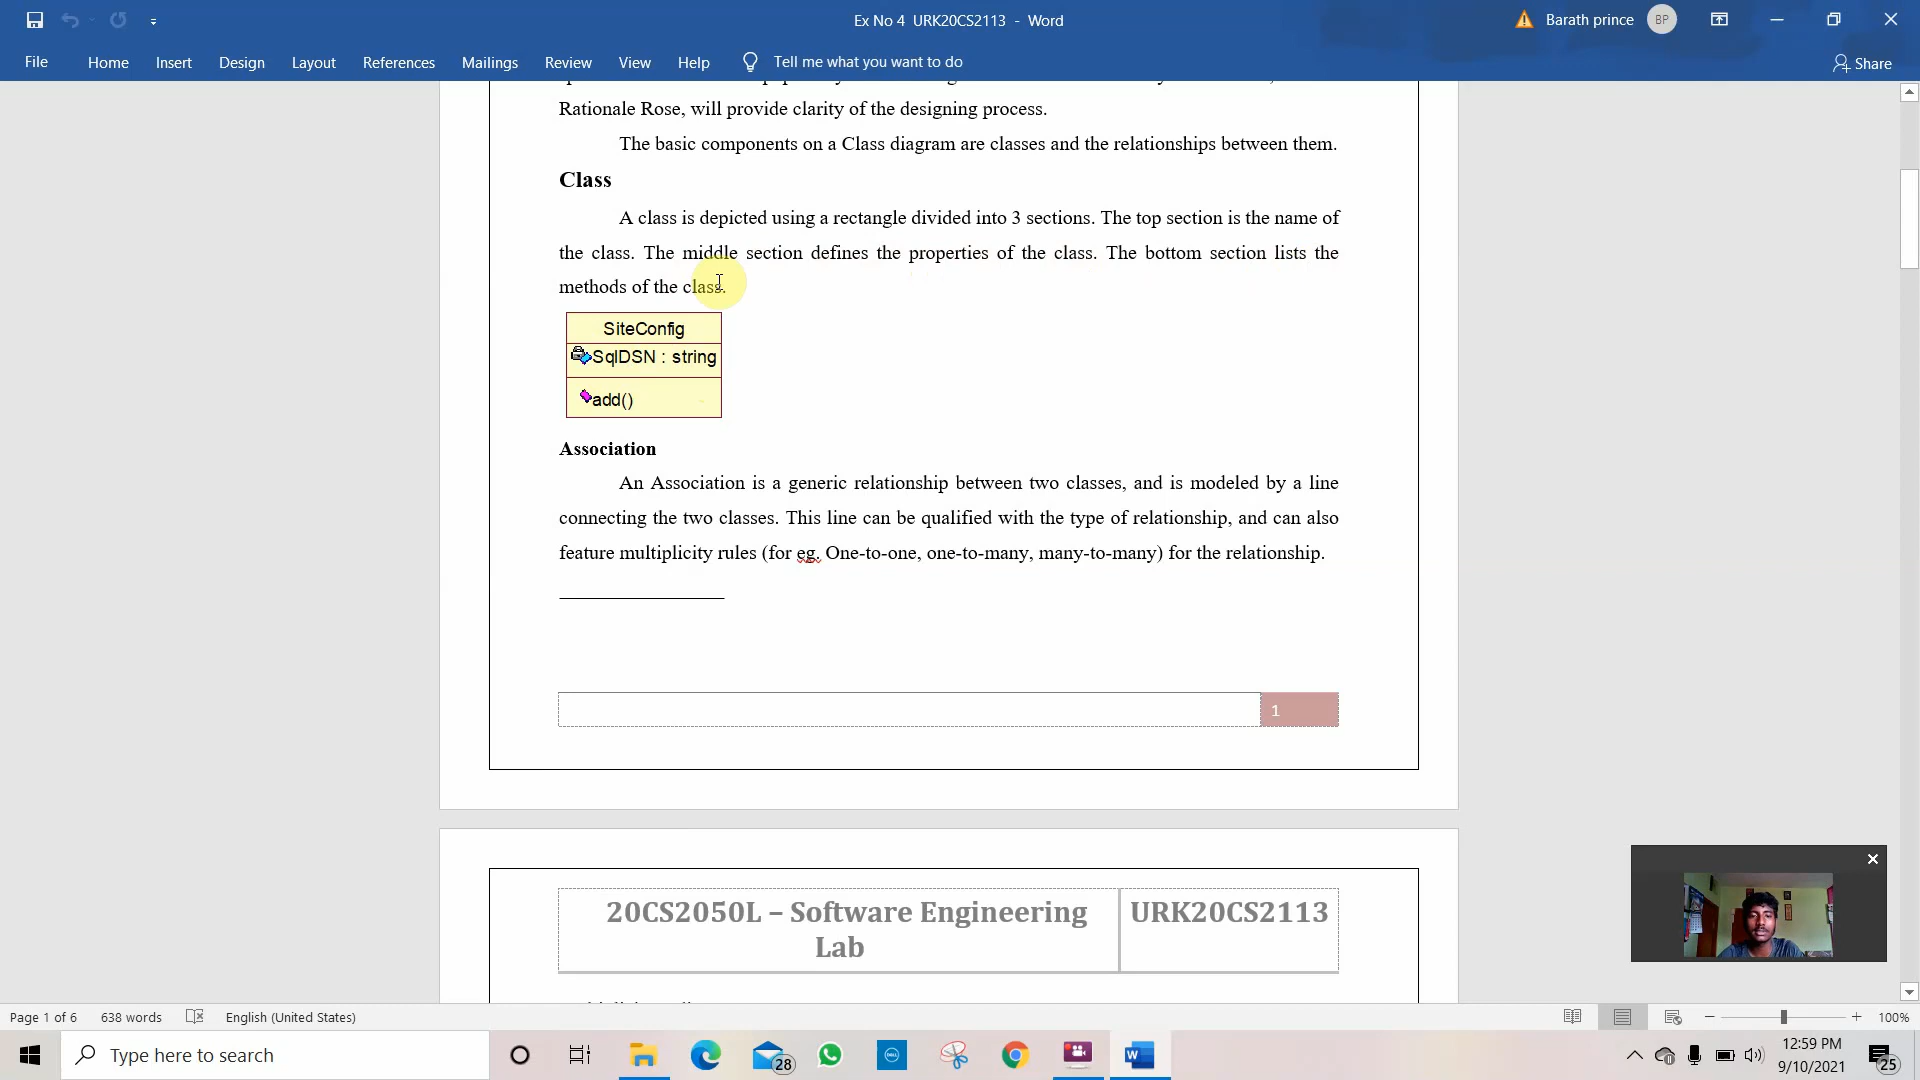 Ex No 4 URK20CS2113 - Word
Barath prince
BP
File Home Insert Design Layout References Mailings Review View Help Tell me what you want to do
Share
Rationale Rose, will provide clarity of the designing process.
The basic components on a Class diagram are classes and the relationships between them.
Class
A class is depicted using a rectangle divided into 3 sections. The top section is the name of
the class. The middle section defines the properties of the class. The bottom section lists the
methods of the class.
SiteConfig
SqlDSN : string
add()
Association
An Association is a generic relationship between two classes, and is modeled by a line
connecting the two classes. This line can be qualified with the type of relationship, and can also
feature multiplicity rules (for eg. One-to-one, one-to-many, many-to-many) for the relationship.
1
20CS2050L – Software Engineering
Lab
URK20CS2113
Page 1 of 6 638 words English (United States)
100%
Type here to search
28
12:59 PM
9/10/2021
25